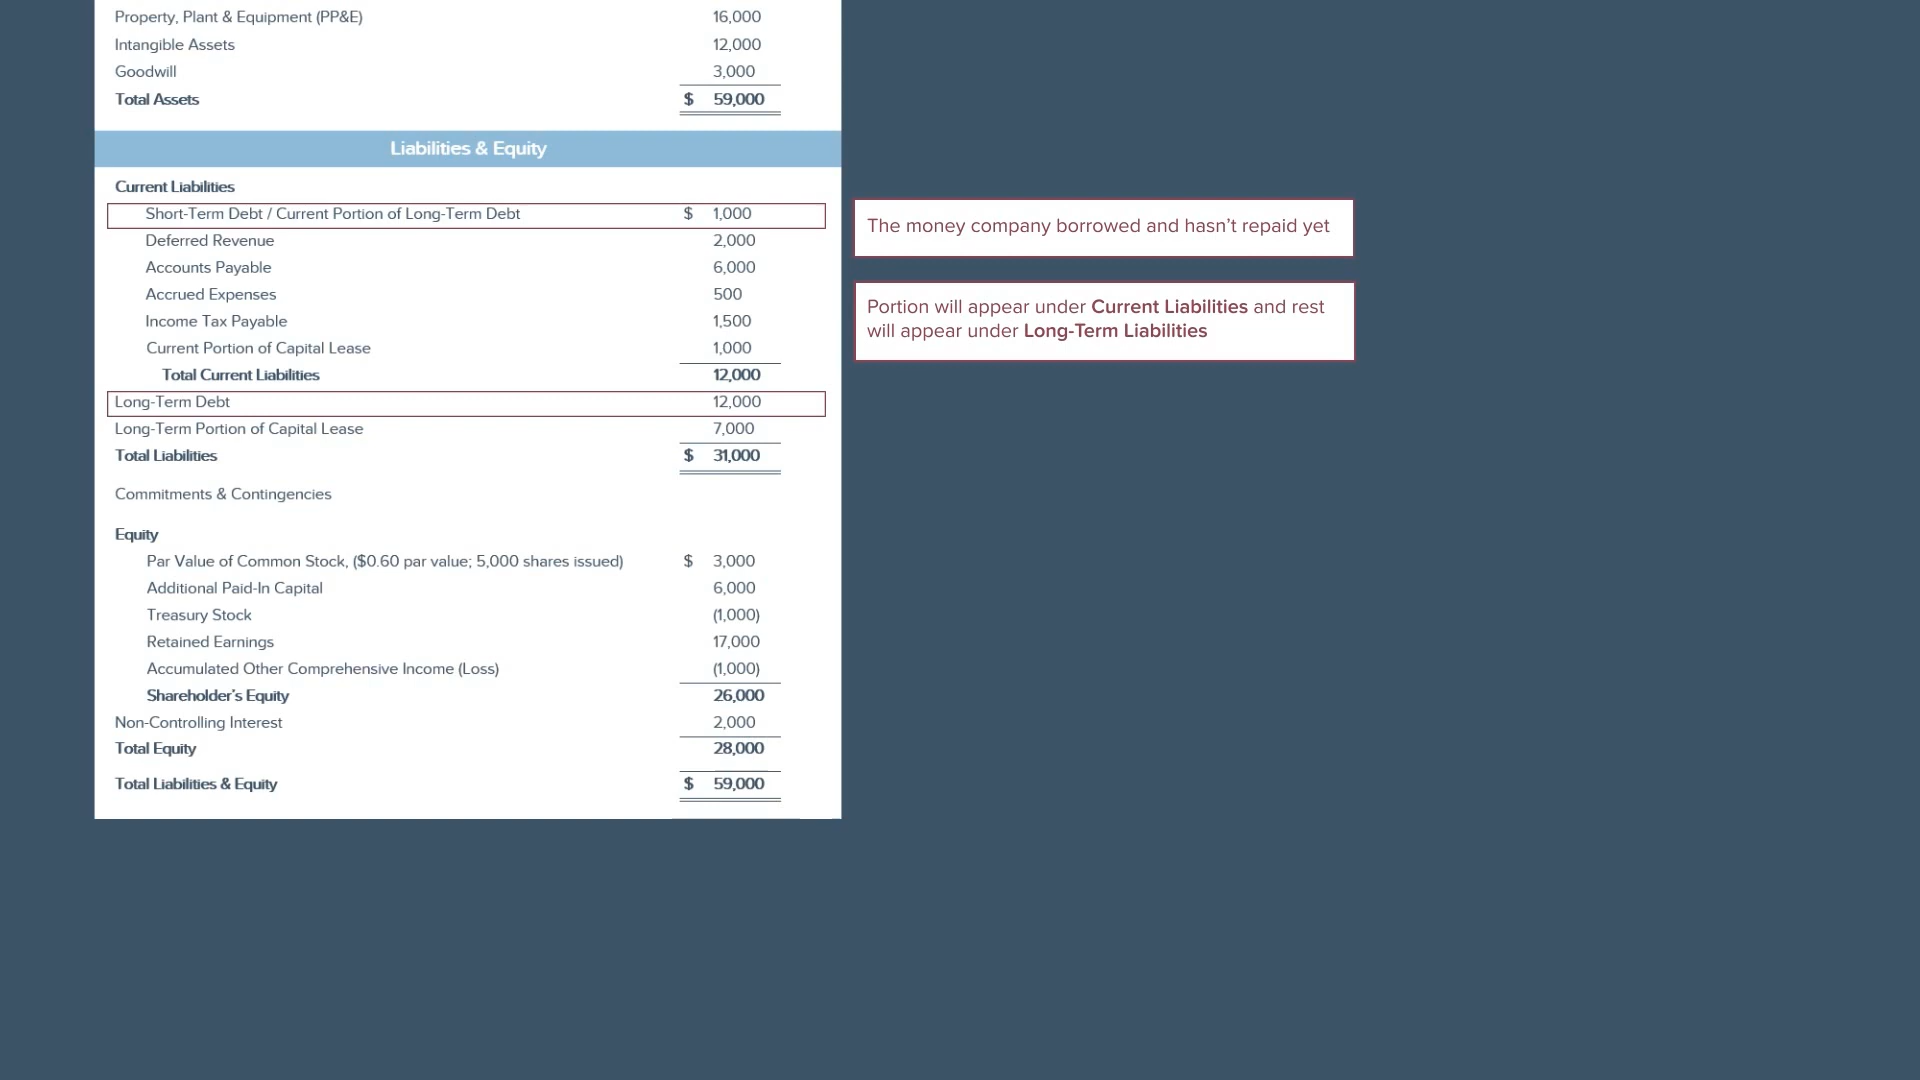 Property, Plant & Equipment (PP&E) 16,000
Intangible Assets 12,000
Goodwill 3,000
Total Assets $ 59,000
Liabilities & Equity
Current Liabilities
Short-Term Debt / Current Portion of Long-Term Debt $ 1,000
Deferred Revenue 2,000
Accounts Payable 6,000
Accrued Expenses 500
Income Tax Payable 1,500
Current Portion of Capital Lease 1,000
Total Current Liabilities 12,000
Long-Term Debt 12,000
Long-Term Portion of Capital Lease 7,000
Total Liabilities $ 31,000
Commitments & Contingencies
Equity
Par Value of Common Stock, ($0.60 par value; 5,000 shares issued) $ 3,000
Additional Paid-In Capital 6,000
Treasury Stock (1,000)
Retained Earnings 17,000
Accumulated Other Comprehensive Income (Loss) (1,000)
Shareholder's Equity 26,000
Non-Controlling Interest 2,000
Total Equity 28,000
Total Liabilities & Equity $ 59,000
The money company borrowed and hasn't repaid yet
Portion will appear under Current Liabilities and rest
will appear under Long-Term Liabilities